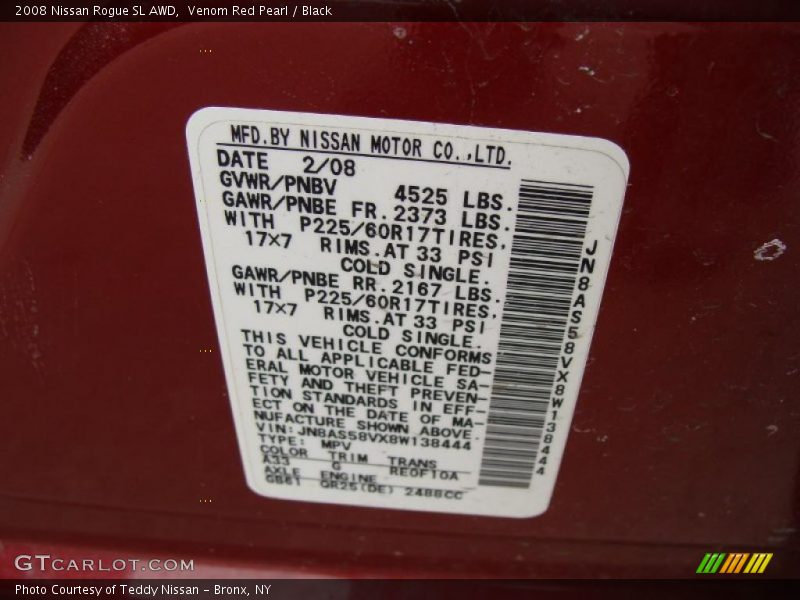 2008 Nissan Rogue SL AWD, Venom Red Pearl / Black
MFD.BY NISSAN MOTOR CO.,LTD.
DATE 2/08
GVWR/PNBV 4525 LBS.
GAWR/PNBE FR. 2373 LBS.
WITH P225/60R17TIRES,
17×7 RIMS.AT 33 PSI
COLD SINGLE.
GAWR/PNBE RR. 2167 LBS.
WITH P225/60R17TIRES,
17×7 RIMS.AT 33 PSI
COLD SINGLE.
THIS VEHICLE CONFORMS
TO ALL APPLICABLE FED-
ERAL MOTOR VEHICLE SA-
FETY AND THEFT PREVEN-
TION STANDARDS IN EFF-
ECT ON THE DATE OF MA-
NUFACTURE SHOWN ABOVE.
VIN:JN8AS58VX8W138444
TYPE: MPV
COLOR TRIM TRANS
A33 G RE0F10A
AXLE ENGINE
GB61 QR25(DE) 2488CC
JN8AS58VX8W138444
GTCARLOT.COM
Photo Courtesy of Teddy Nissan – Bronx, NY